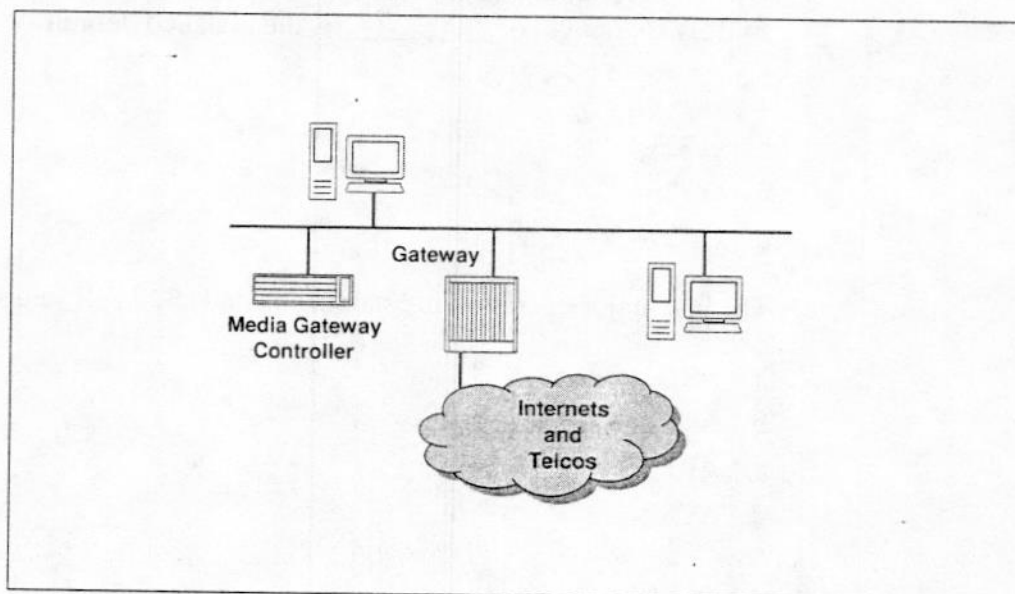 Gateway
Media Gateway
Controller
Internets
and
Telcos